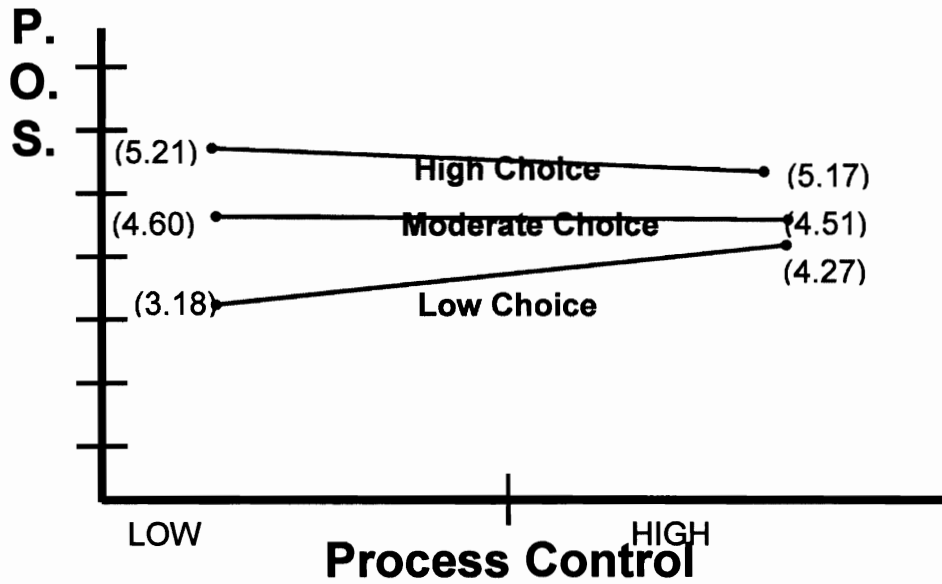 P.
O.
S.
(5.21)
High Choice
(5.17)
(4.60)
Moderate Choice
(4.51)
(4.27)
(3.18)
Low Choice
LOW
HIGH
Process Control